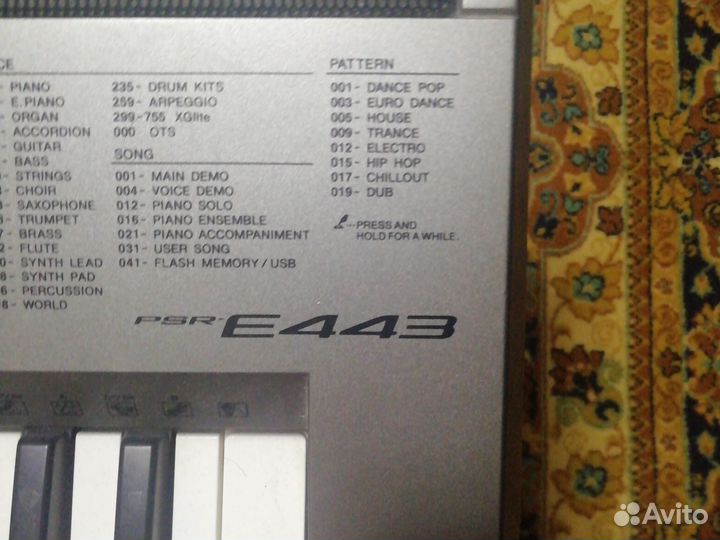 CE
- PIANO
- E.PIANO
- ORGAN
- ACCORDION
- GUITAR
- BASS
- STRINGS
- CHOIR
- SAXOPHONE
- TRUMPET
- BRASS
- FLUTE
- SYNTH LEAD
- SYNTH PAD
- PERCUSSION
- WORLD
235- DRUM KITS
259- ARPEGGIO
299-755 XGlite
000 OTS
SONG
001- MAIN DEMO
004- VOICE DEMO
012- PIANO SOLO
016- PIANO ENSEMBLE
021- PIANO ACCOMPANIMENT
031- USER SONG
041- FLASH MEMORY/USB
PATTERN
001- DANCE POP
003- EURO DANCE
005- HOUSE
009- TRANCE
012- ELECTRO
015- HIP HOP
017- CHILLOUT
019- DUB
...PRESS AND
HOLD FOR A WHILE.
PSR-E443
Avito